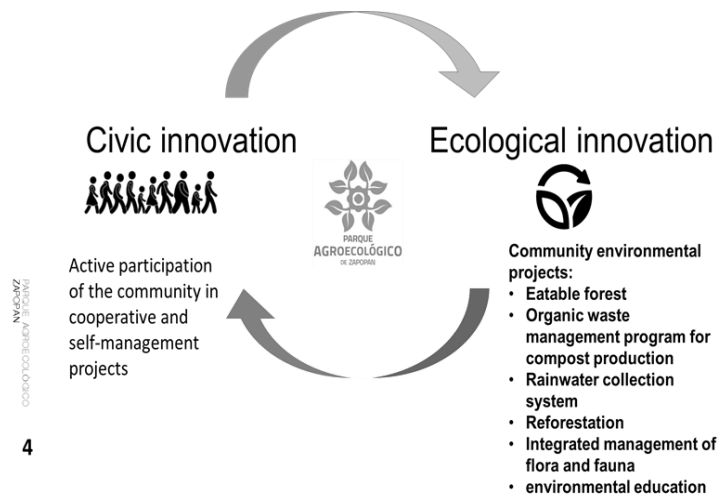 Civic innovation
Ecological innovation
PARQUE
AGROECOLÓGICO
DE ZAPOPAN
Active participation
of the community in
cooperative and
self-management
projects
Community environmental
projects:
• Eatable forest
• Organic waste
management program for
compost production
• Rainwater collection
system
• Reforestation
• Integrated management of
flora and fauna
• environmental education
PARQUE AGROECOLÓGICO
ZAPOPAN
4